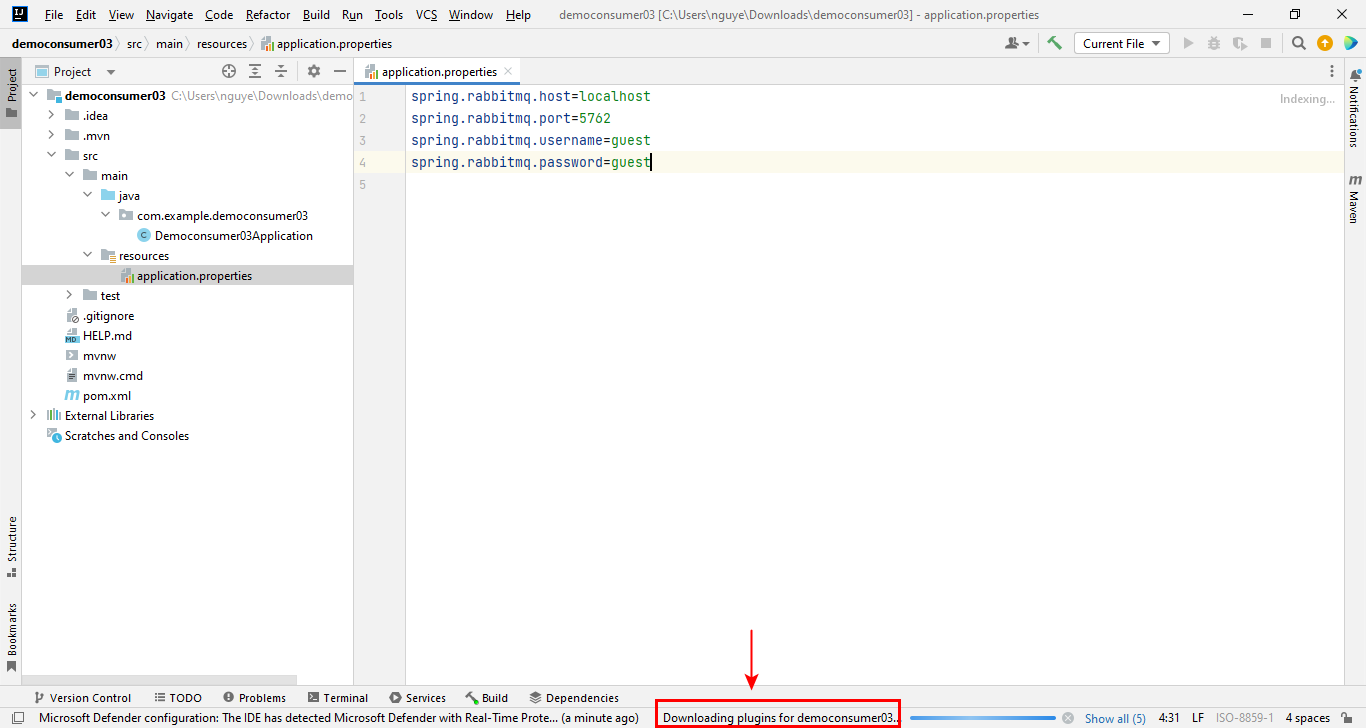 File Edit View Navigate Code Refactor Build Run Tools VCS Window Help democonsumer03 [C:\Users\nguye\Downloads\democonsumer03] - application.properties
democonsumer03 src main resources application.properties Current File
Project
Project application.properties
democonsumer03 C:\Users\nguye\Downloads\demo
.idea
.mvn
src
main
java
com.example.democonsumer03
C Democonsumer03Application
resources
application.properties
test
.gitignore
MD HELP.md
mvnw
mvnw.cmd
m pom.xml
External Libraries
Scratches and Consoles
1 spring.rabbitmq.host=localhost
2 spring.rabbitmq.port=5762
3 spring.rabbitmq.username=guest
4 spring.rabbitmq.password=guest
5
Indexing...
Notifications
m Maven
Structure
Bookmarks
Version Control TODO Problems Terminal Services Build Dependencies
Microsoft Defender configuration: The IDE has detected Microsoft Defender with Real-Time Prote... (a minute ago) Downloading plugins for democonsumer03.. Show all (5) 4:31 LF ISO-8859-1 4 spaces